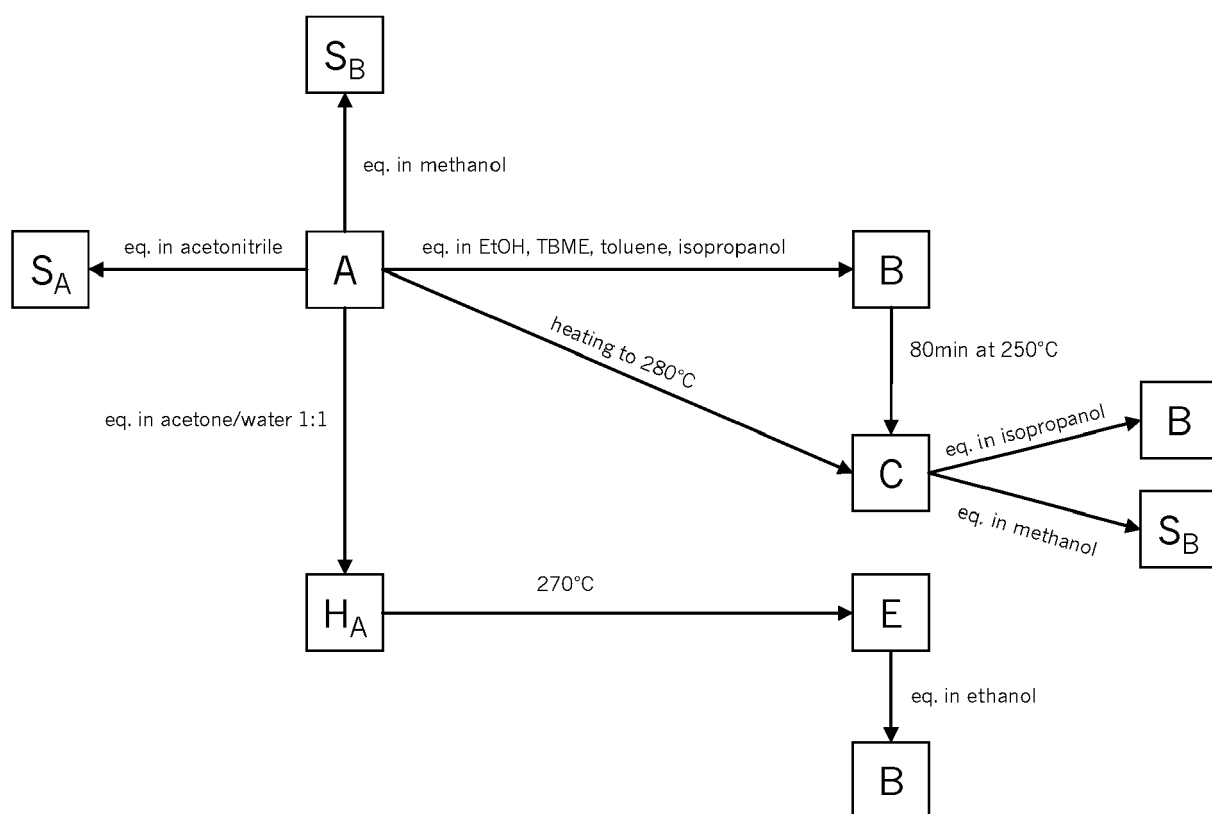 S_B
eq. in methanol
eq. in acetonitrile
eq. in EtOH, TBME, toluene, isopropanol
S_A
A
B
heating to 280°C
80min at 250°C
eq. in acetone/water 1:1
eq. in isopropanol
B
C
eq. in methanol
S_B
270°C
H_A
E
eq. in ethanol
B